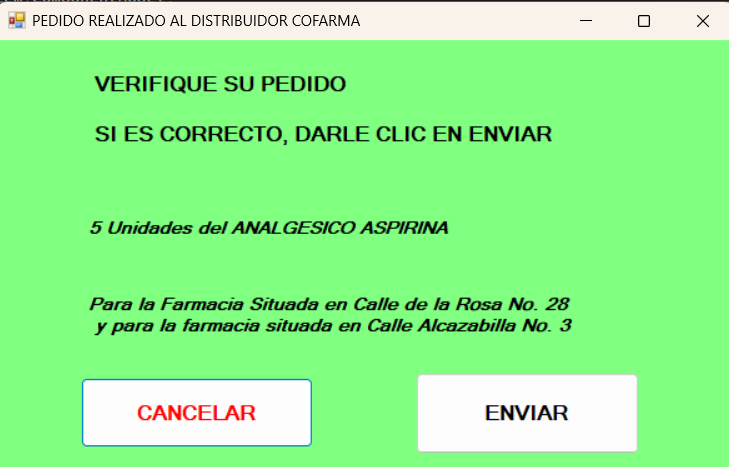 PEDIDO REALIZADO AL DISTRIBUIDOR COFARMA
VERIFIQUE SU PEDIDO
SI ES CORRECTO, DARLE CLIC EN ENVIAR
5 Unidades del ANALGESICO ASPIRINA
Para la Farmacia Situada en Calle de la Rosa No. 28
y para la farmacia situada en Calle Alcazabilla No. 3
CANCELAR
ENVIAR